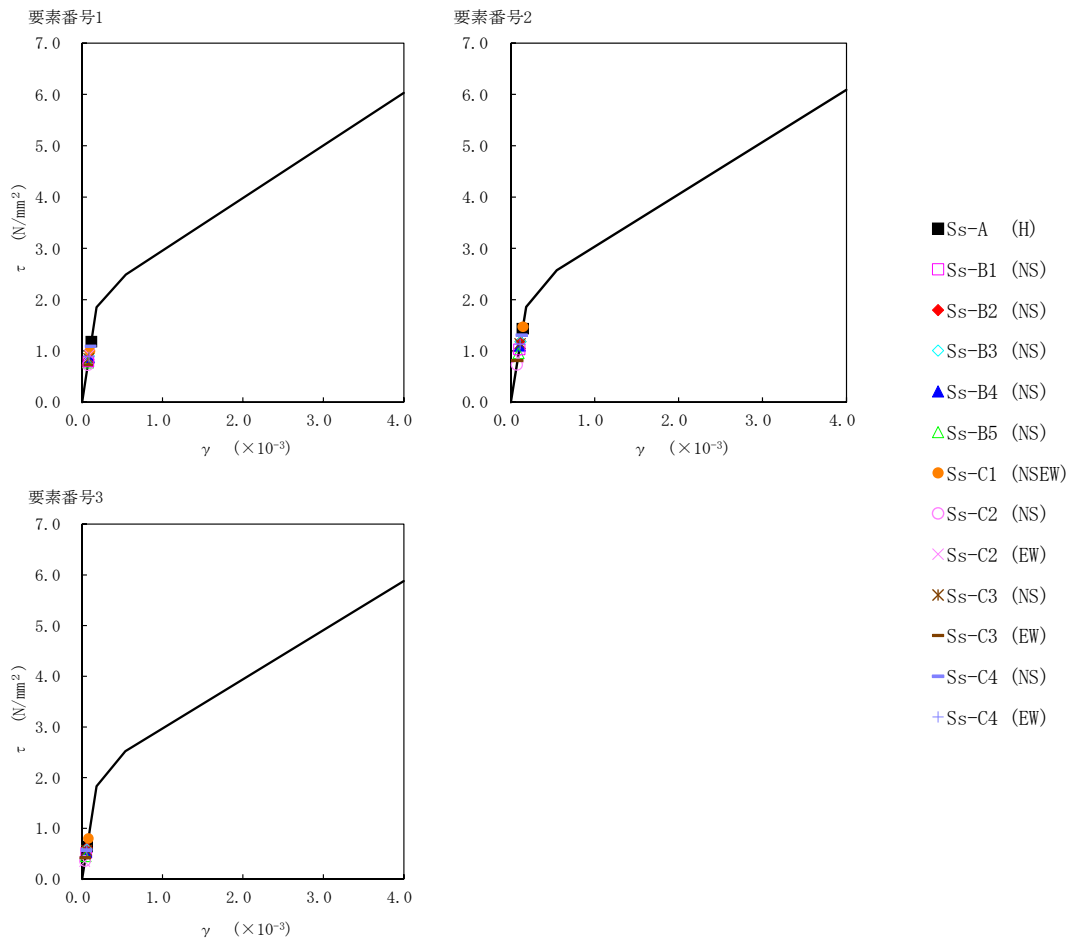 要素番号1
7.0
6.0
5.0
4.0
3.0
2.0
1.0
0.0
τ (N/mm²)
0.0 1.0 2.0 3.0 4.0
γ (×10⁻³)
要素番号2
7.0
6.0
5.0
4.0
3.0
2.0
1.0
0.0
τ (N/mm²)
0.0 1.0 2.0 3.0 4.0
γ (×10⁻³)
要素番号3
7.0
6.0
5.0
4.0
3.0
2.0
1.0
0.0
τ (N/mm²)
0.0 1.0 2.0 3.0 4.0
γ (×10⁻³)
Ss-A (H)
Ss-B1 (NS)
Ss-B2 (NS)
Ss-B3 (NS)
Ss-B4 (NS)
Ss-B5 (NS)
Ss-C1 (NSEW)
Ss-C2 (NS)
Ss-C2 (EW)
Ss-C3 (NS)
Ss-C3 (EW)
Ss-C4 (NS)
Ss-C4 (EW)